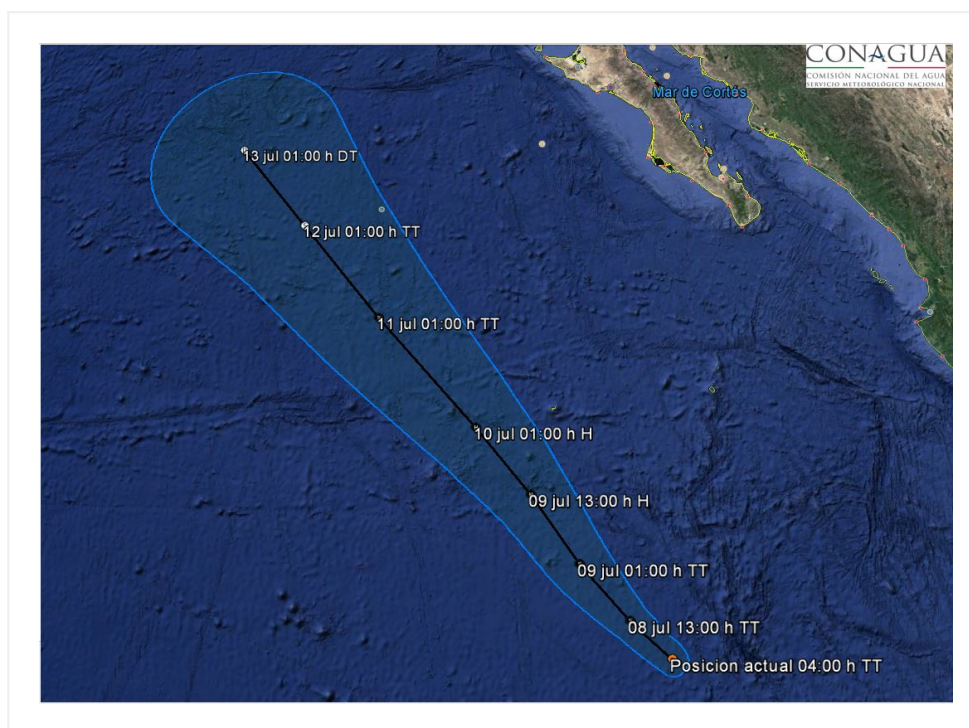 CONAGUA
COMISIÓN NACIONAL DEL AGUA
SERVICIO METEOROLÓGICO NACIONAL
Mar de Cortés
13 jul 01:00 h DT
12 jul 01:00 h TT
11 jul 01:00 h TT
10 jul 01:00 h H
09 jul 13:00 h H
09 jul 01:00 h TT
08 jul 13:00 h TT
Posicion actual 04:00 h TT